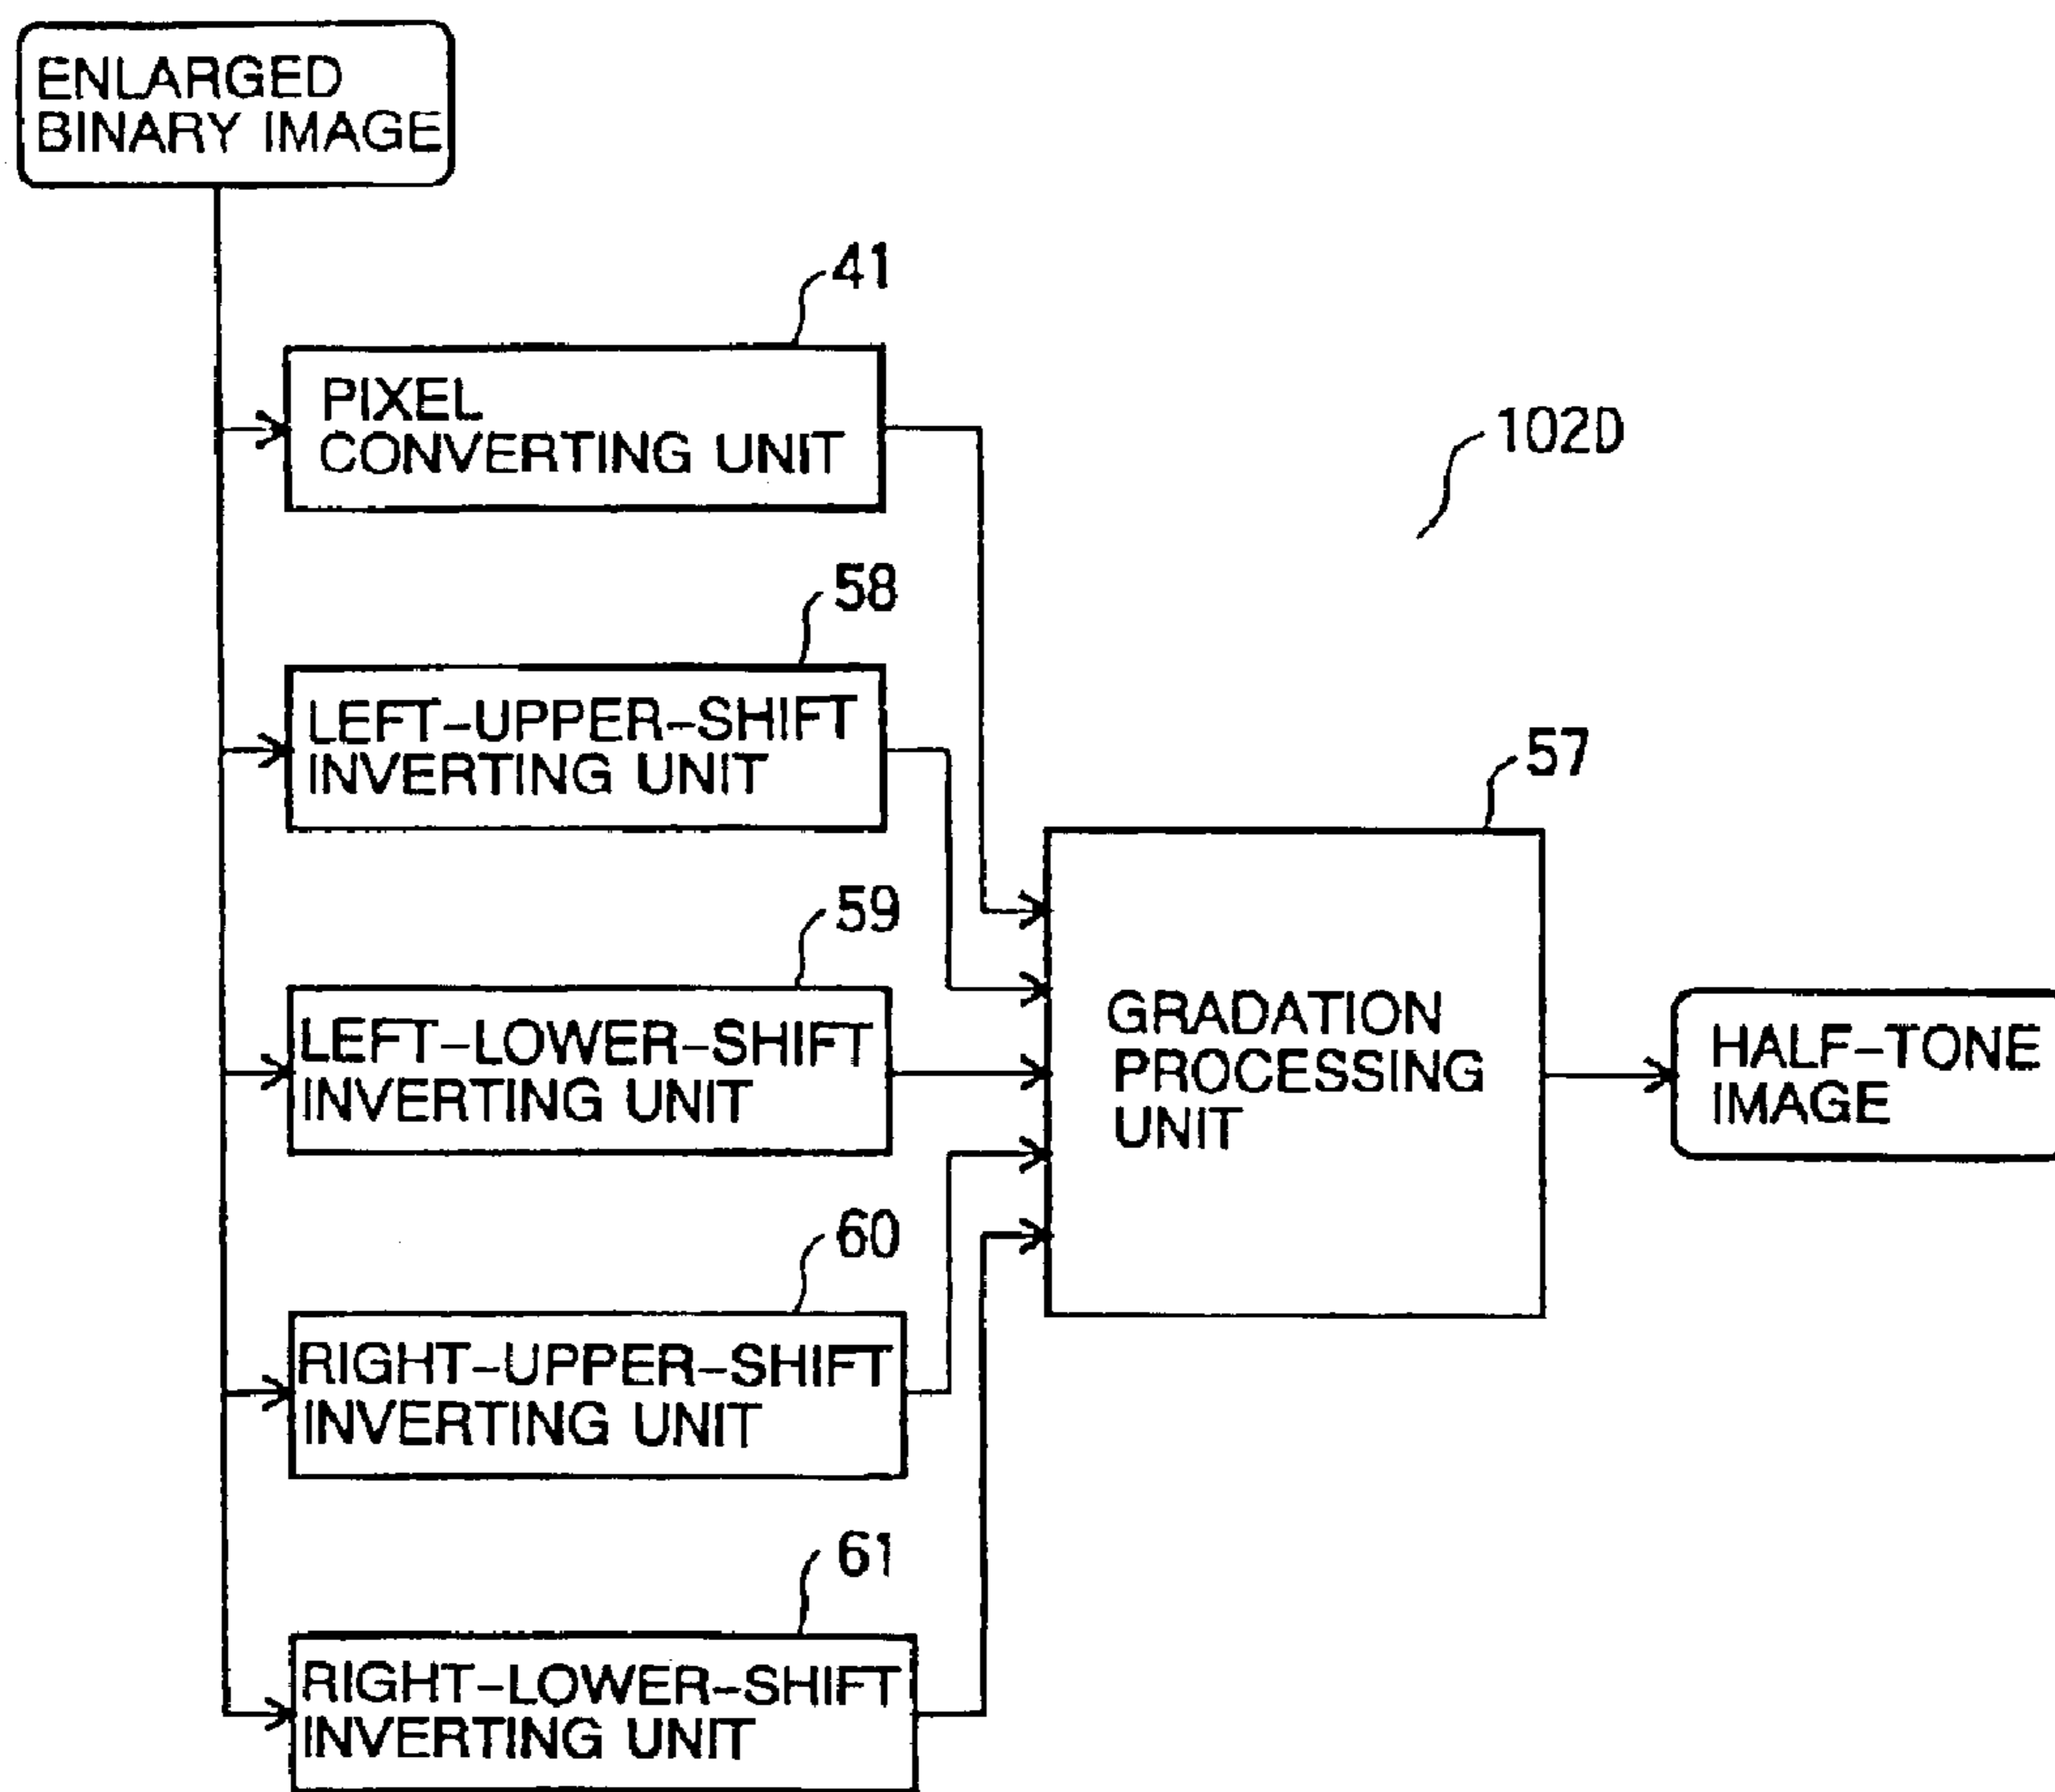 ENLARGED
BINARY IMAGE
41
PIXEL
CONVERTING UNIT
102D
58
LEFT-UPPER-SHIFT
INVERTING UNIT
57
59
LEFT-LOWER-SHIFT
INVERTING UNIT
GRADATION
PROCESSING
UNIT
HALF-TONE
IMAGE
60
RIGHT-UPPER-SHIFT
INVERTING UNIT
61
RIGHT-LOWER-SHIFT
INVERTING UNIT